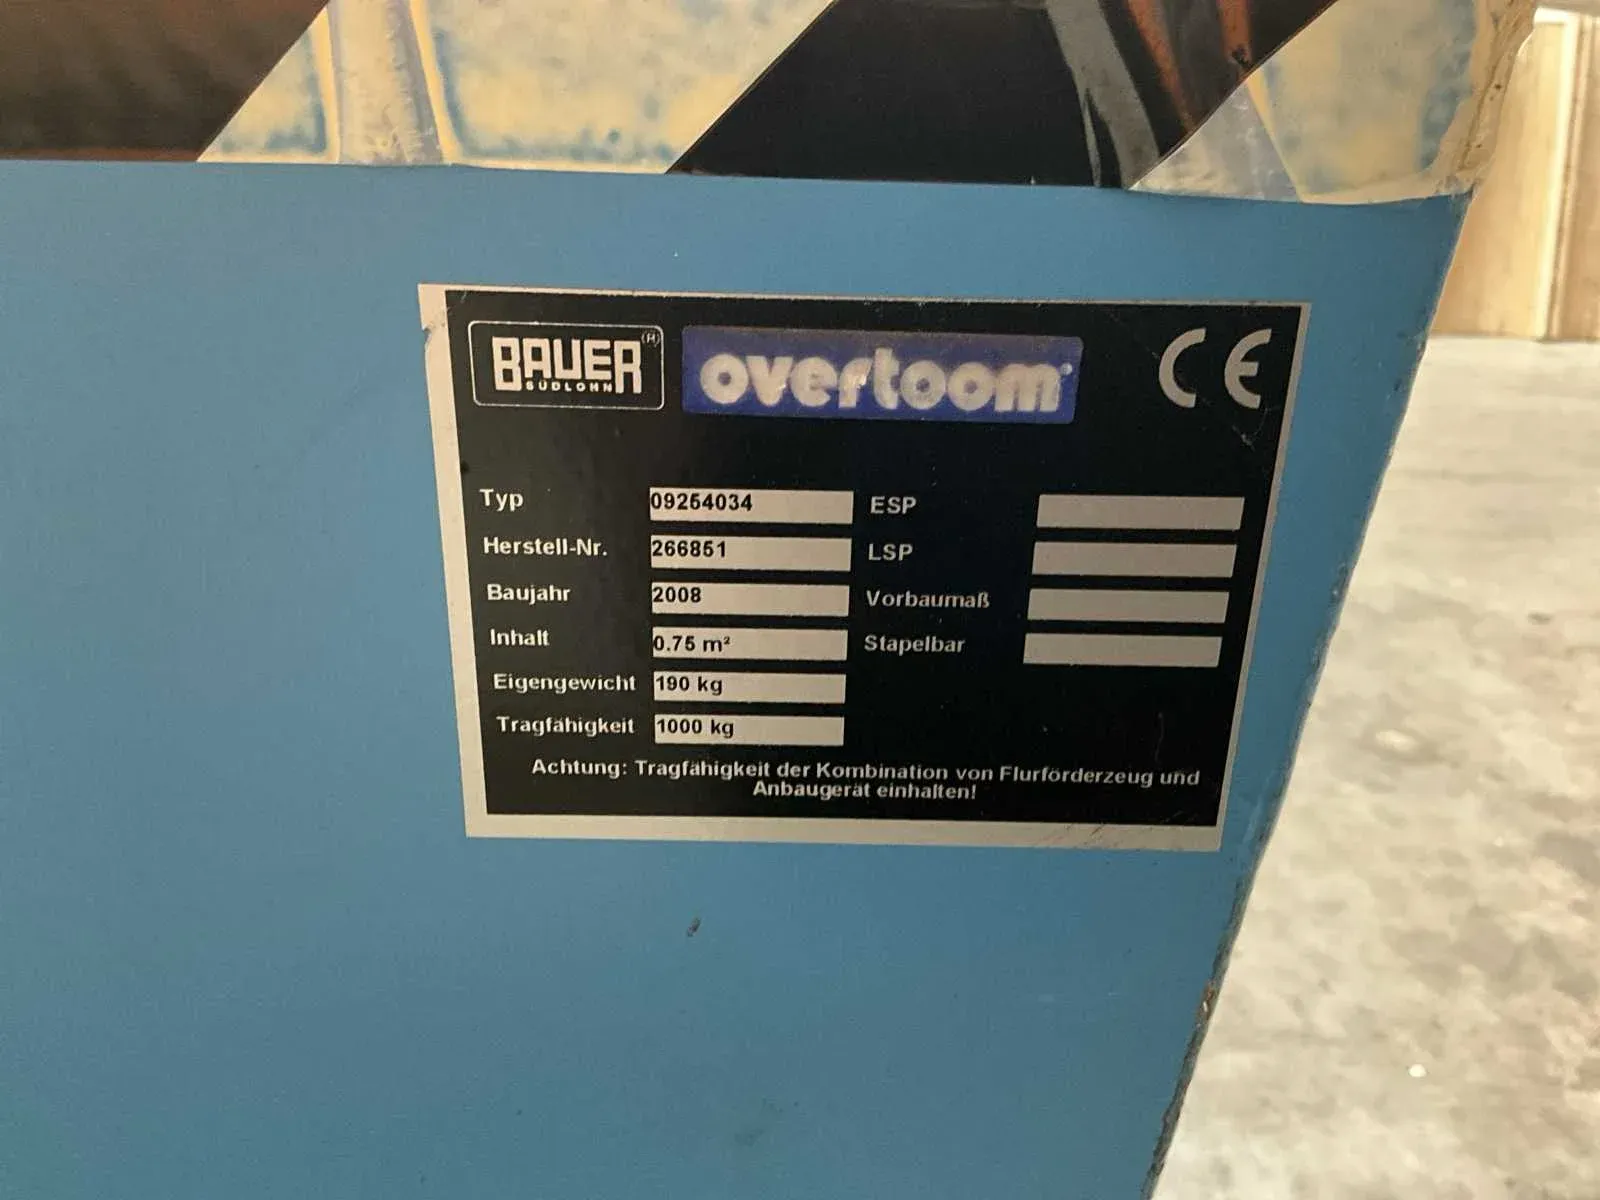 BAUER (R)
SÜDLOHN
overtoom
CE
Typ 09254034 ESP
Herstell-Nr. 266851 LSP
Baujahr 2008 Vorbaumaß
Inhalt 0.75 m² Stapelbar
Eigengewicht 190 kg
Tragfähigkeit 1000 kg
Achtung: Tragfähigkeit der Kombination von Flurförderzeug und
Anbaugerät einhalten!